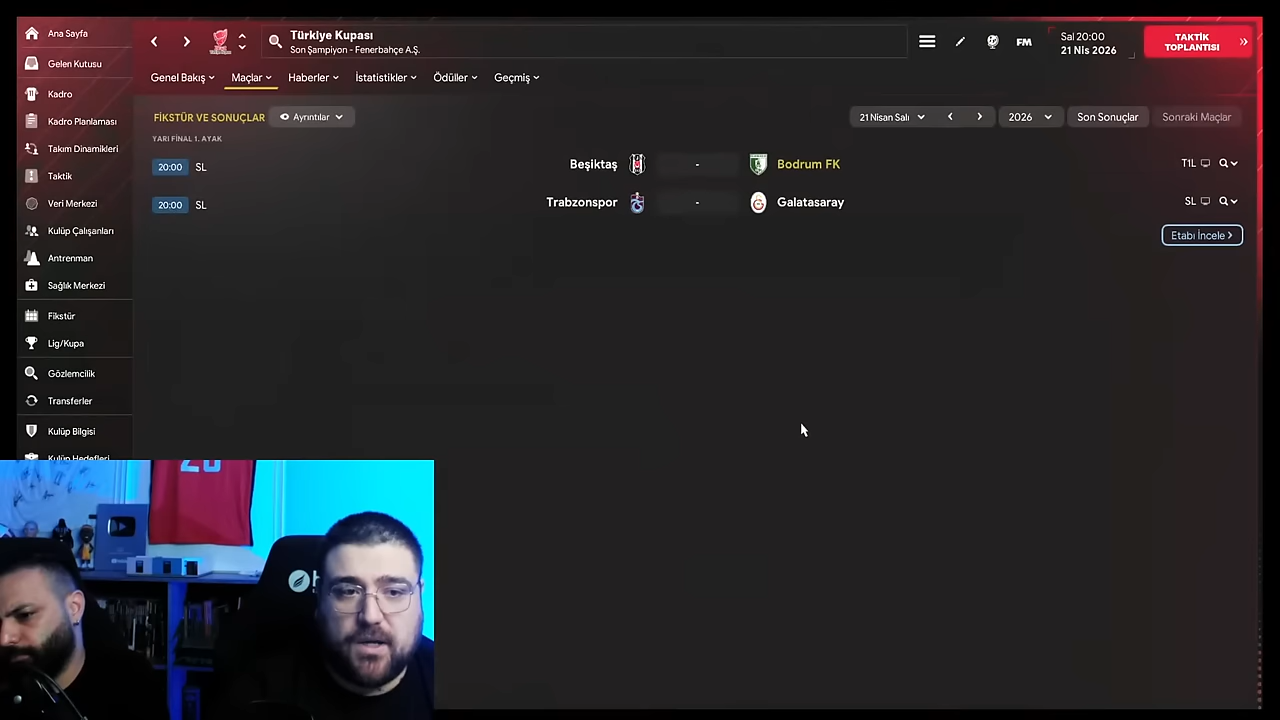 Ana Sayfa
Gelen Kutusu
Kadro
Kadro Planlaması
Takım Dinamikleri
Taktik
Veri Merkezi
Kulüp Çalışanları
Antrenman
Sağlık Merkezi
Fikstür
Lig/Kupa
Gözlemcilik
Transferler
Kulüp Bilgisi
Kulüp Hedefleri
Türkiye Kupası
Son Şampiyon - Fenerbahçe A.Ş.
FM
Sal 20:00
21 Nis 2026
TAKTİK
TOPLANTISI
Genel Bakış
Maçlar
Haberler
İstatistikler
Ödüller
Geçmiş
FİKSTÜR VE SONUÇLAR
Ayrıntılar
21 Nisan Salı
2026
Son Sonuçlar
Sonraki Maçlar
YARI FİNAL 1. AYAK
20:00 SL Beşiktaş - Bodrum FK T1L
20:00 SL Trabzonspor - Galatasaray SL
Etabı İncele